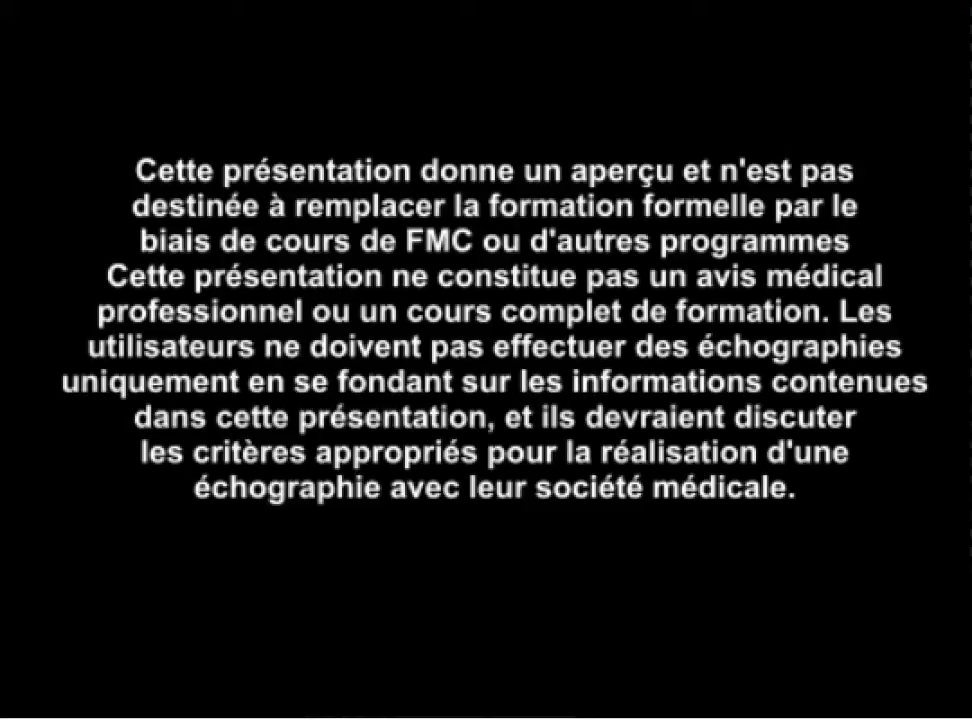 Cette présentation donne un aperçu et n'est pas
destinée à remplacer la formation formelle par le
biais de cours de FMC ou d'autres programmes
Cette présentation ne constitue pas un avis médical
professionnel ou un cours complet de formation. Les
utilisateurs ne doivent pas effectuer des échographies
uniquement en se fondant sur les informations contenues
dans cette présentation, et ils devraient discuter
les critères appropriés pour la réalisation d'une
échographie avec leur société médicale.